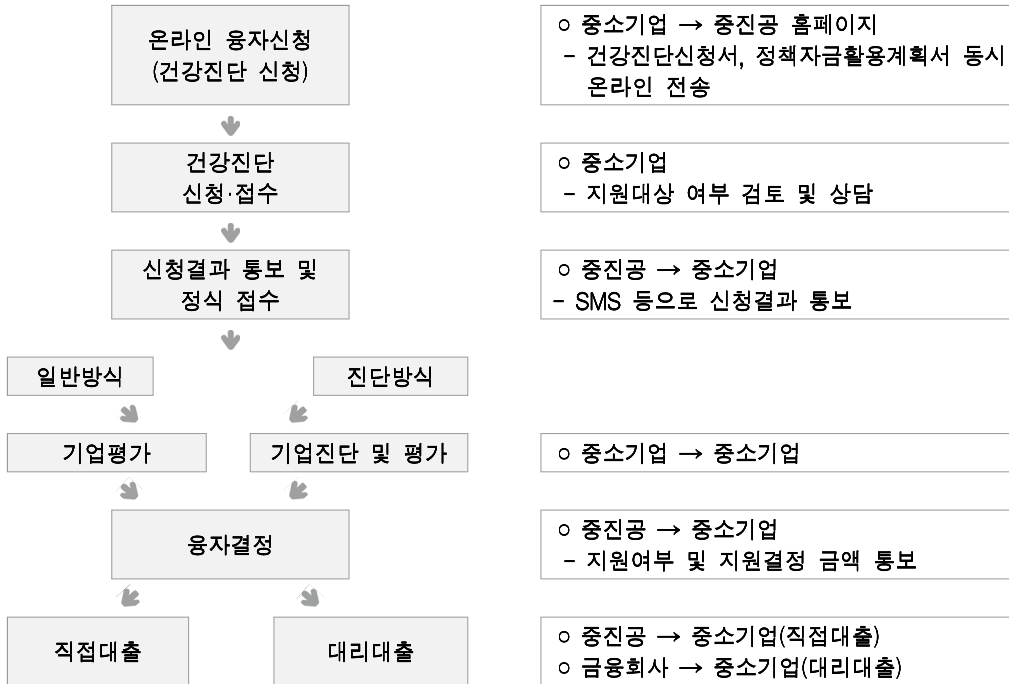 온라인 융자신청
(건강진단 신청)
○ 중소기업 → 중진공 홈페이지
- 건강진단신청서, 정책자금활용계획서 동시
온라인 전송
건강진단
신청·접수
○ 중소기업
- 지원대상 여부 검토 및 상담
신청결과 통보 및
정식 접수
○ 중진공 → 중소기업
- SMS 등으로 신청결과 통보
일반방식
진단방식
기업평가
기업진단 및 평가
○ 중소기업 → 중소기업
융자결정
○ 중진공 → 중소기업
- 지원여부 및 지원결정 금액 통보
직접대출
대리대출
○ 중진공 → 중소기업(직접대출)
○ 금융회사 → 중소기업(대리대출)